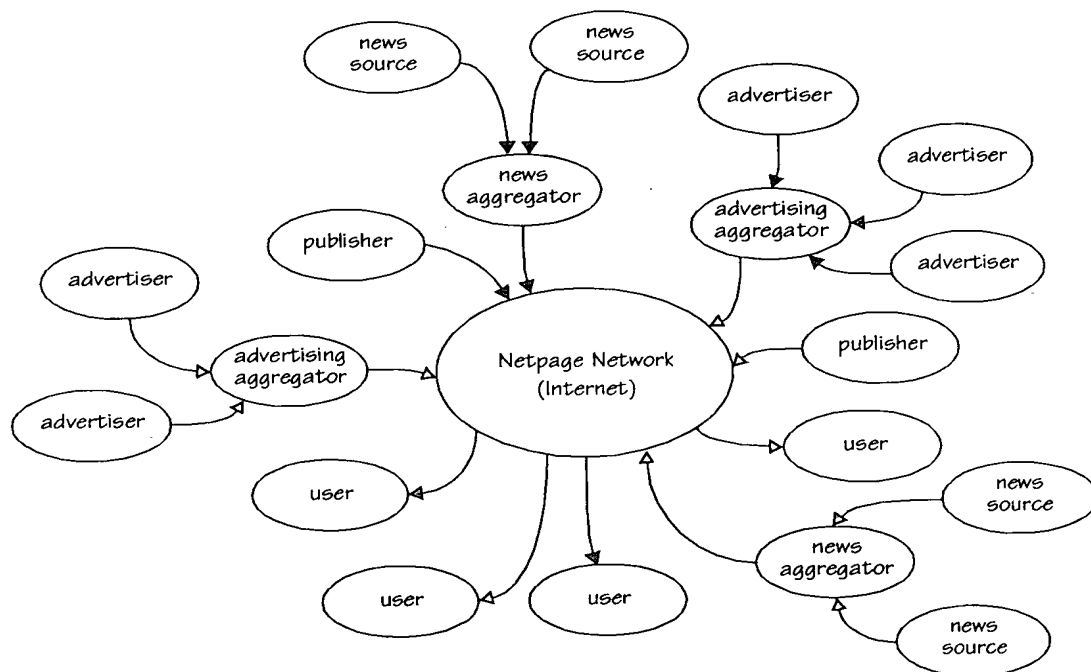 news
source
news
source
advertiser
advertiser
news
aggregator
advertising
aggregator
publisher
advertiser
advertiser
Netpage Network
(Internet)
publisher
advertising
aggregator
advertiser
user
user
news
source
news
aggregator
user
user
news
source